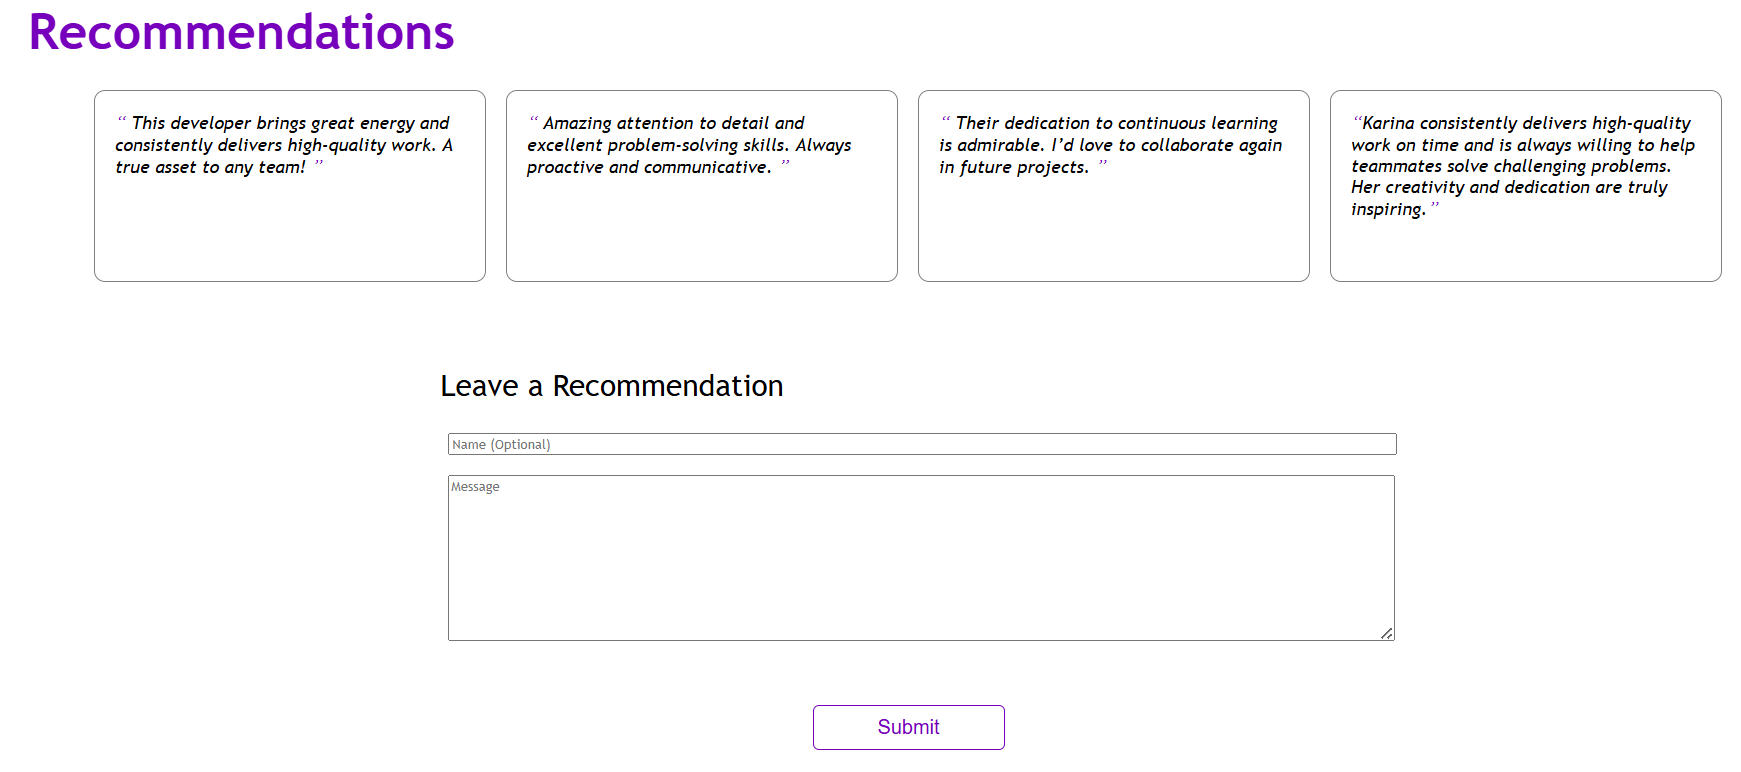 Recommendations
“ This developer brings great energy and
consistently delivers high-quality work. A
true asset to any team! ”
“ Amazing attention to detail and
excellent problem-solving skills. Always
proactive and communicative. ”
“ Their dedication to continuous learning
is admirable. I’d love to collaborate again
in future projects. ”
“Karina consistently delivers high-quality
work on time and is always willing to help
teammates solve challenging problems.
Her creativity and dedication are truly
inspiring.”
Leave a Recommendation
Name (Optional)
Message
Submit